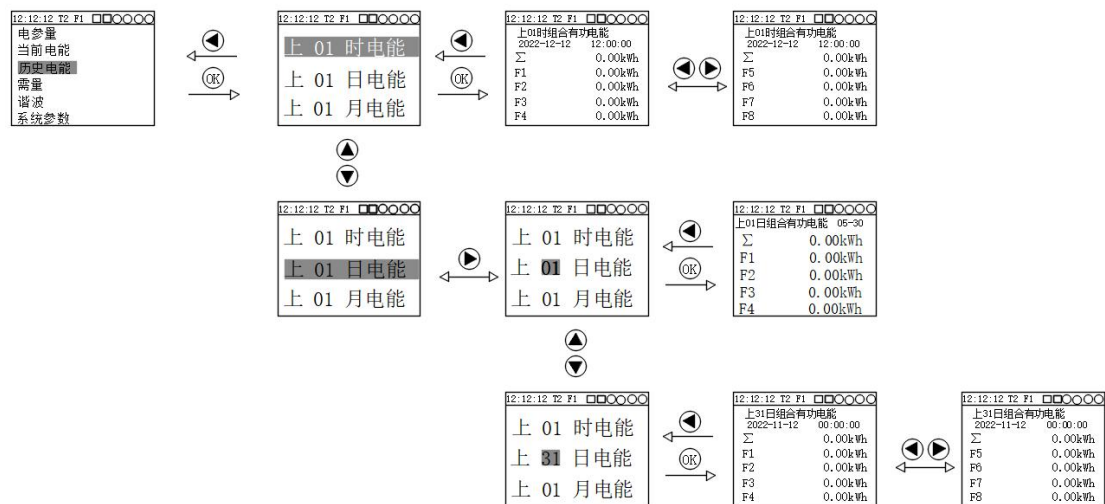 12:12:12 T2 F1
电参量
当前电能
历史电能
需量
谐波
系统参数
OK
12:12:12 T2 F1
上 01 时电能
上 01 日电能
上 01 月电能
OK
12:12:12 T2 F1
上01时组合有功电能
2022-12-12 12:00:00
Σ 0.00kWh
F1 0.00kWh
F2 0.00kWh
F3 0.00kWh
F4 0.00kWh
12:12:12 T2 F1
上01时组合有功电能
2022-12-12 12:00:00
Σ 0.00kWh
F5 0.00kWh
F6 0.00kWh
F7 0.00kWh
F8 0.00kWh
12:12:12 T2 F1
上 01 时电能
上 01 日电能
上 01 月电能
12:12:12 T2 F1
上 01 时电能
上 01 日电能
上 01 月电能
OK
12:12:12 T2 F1
上01日组合有功电能 05-30
Σ 0.00kWh
F1 0.00kWh
F2 0.00kWh
F3 0.00kWh
F4 0.00kWh
12:12:12 T2 F1
上 01 时电能
上 31 日电能
上 01 月电能
OK
12:12:12 T2 F1
上31日组合有功电能
2022-11-12 00:00:00
Σ 0.00kWh
F1 0.00kWh
F2 0.00kWh
F3 0.00kWh
F4 0.00kWh
12:12:12 T2 F1
上31日组合有功电能
2022-11-12 00:00:00
Σ 0.00kWh
F5 0.00kWh
F6 0.00kWh
F7 0.00kWh
F8 0.00kWh